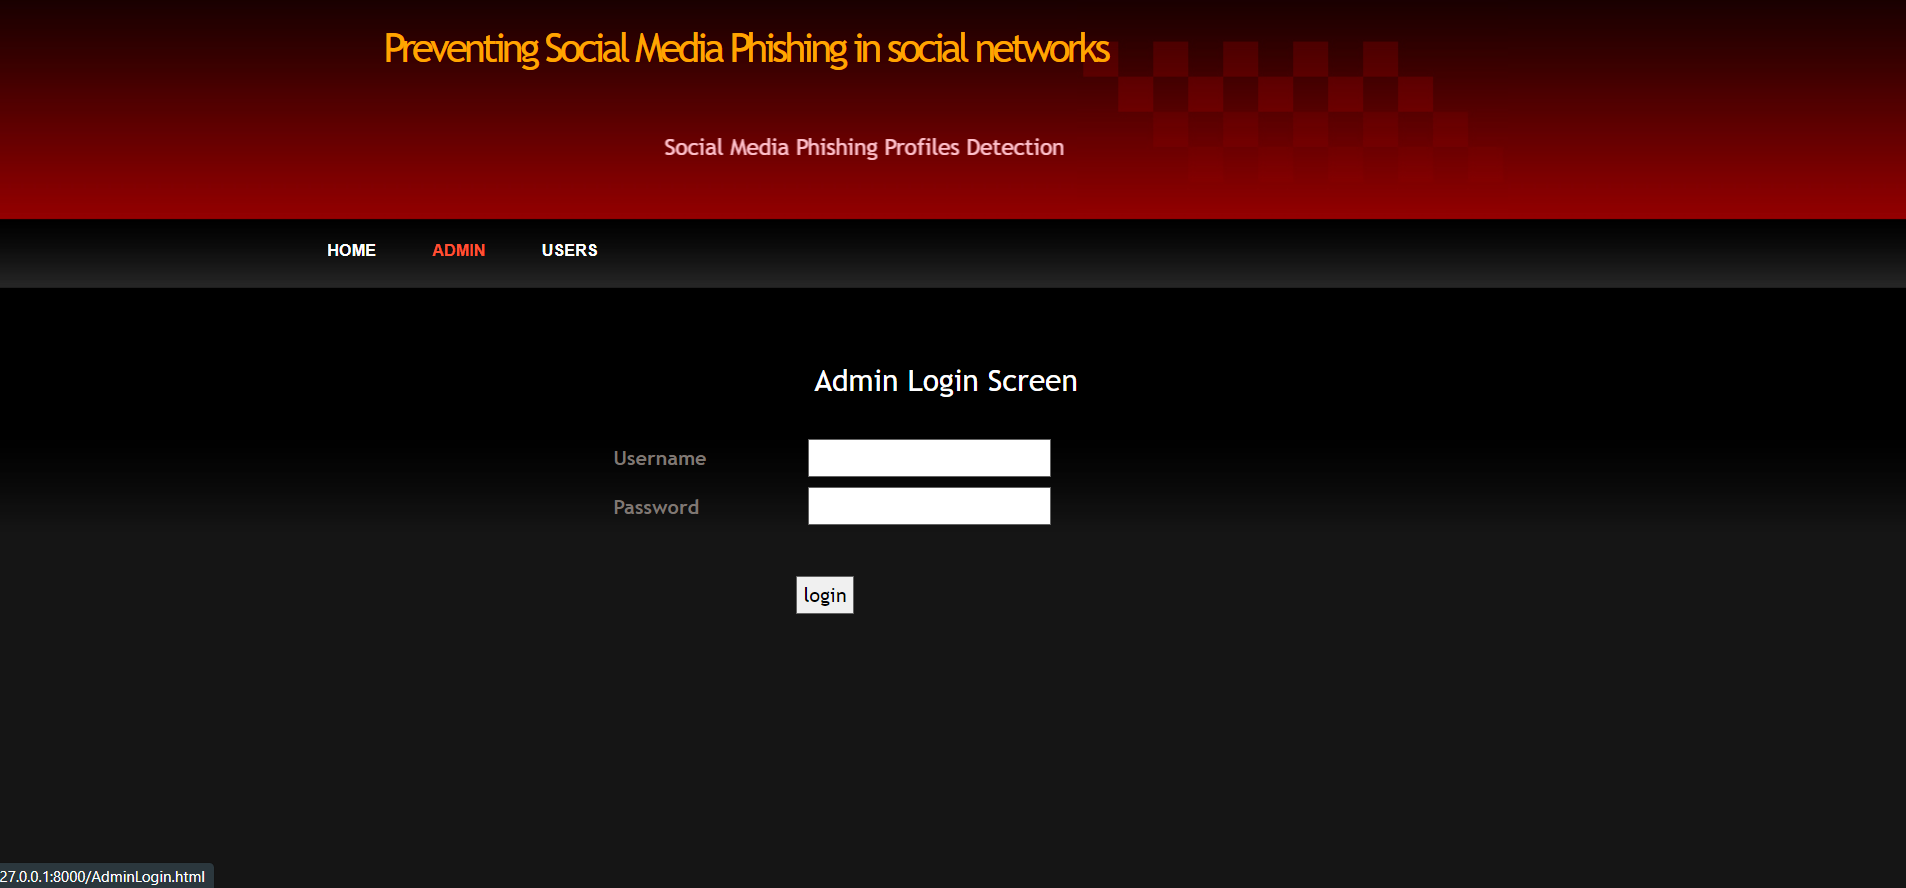 Preventing Social Media Phishing in social networks
Social Media Phishing Profiles Detection
HOME ADMIN USERS
Admin Login Screen
Username
Password
login
27.0.0.1:8000/AdminLogin.html